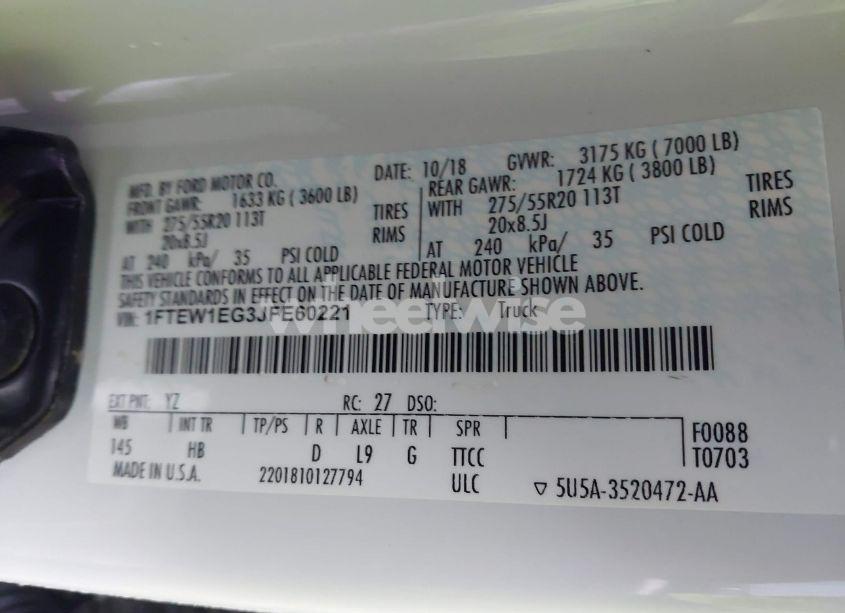 MFD. BY FORD MOTOR CO. DATE: 10/18 GVWR: 3175 KG ( 7000 LB)
FRONT GAWR: 1633 KG ( 3600 LB) REAR GAWR: 1724 KG ( 3800 LB)
WITH 275/55R20 113T TIRES WITH 275/55R20 113T TIRES
20x8.5J RIMS 20x8.5J RIMS
AT 240 kPa/ 35 PSI COLD AT 240 kPa/ 35 PSI COLD
THIS VEHICLE CONFORMS TO ALL APPLICABLE FEDERAL MOTOR VEHICLE
SAFETY STANDARDS IN EFFECT ON THE DATE OF MANUFACTURE SHOWN ABOVE.
VIN: 1FTEW1EG3JFE60221 TYPE: Truck
wheelwise
EXT PNT: YZ RC: 27 DSO:
WB INT TR TP/PS R AXLE TR SPR F0088
145 HB D L9 G TTCC T0703
MADE IN U.S.A. 2201810127794 ULC ▽ 5U5A-3520472-AA